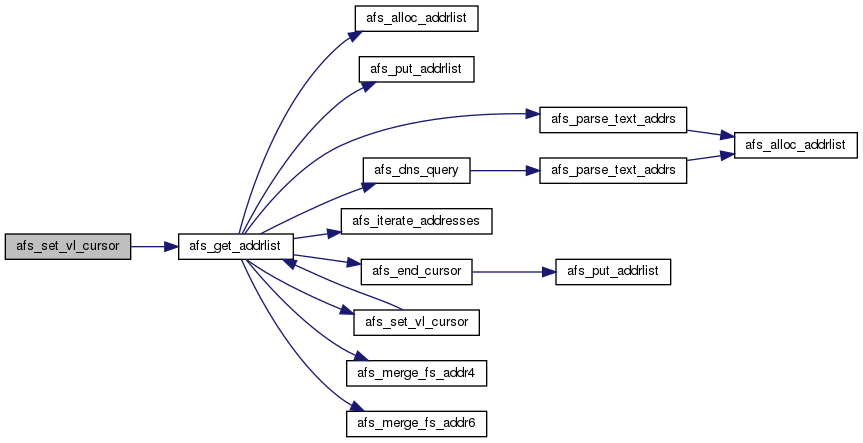 afs_alloc_addrlist
afs_put_addrlist
afs_parse_text_addrs
afs_alloc_addrlist
afs_dns_query
afs_parse_text_addrs
afs_iterate_addresses
afs_set_vl_cursor
afs_get_addrlist
afs_end_cursor
afs_put_addrlist
afs_set_vl_cursor
afs_merge_fs_addr4
afs_merge_fs_addr6